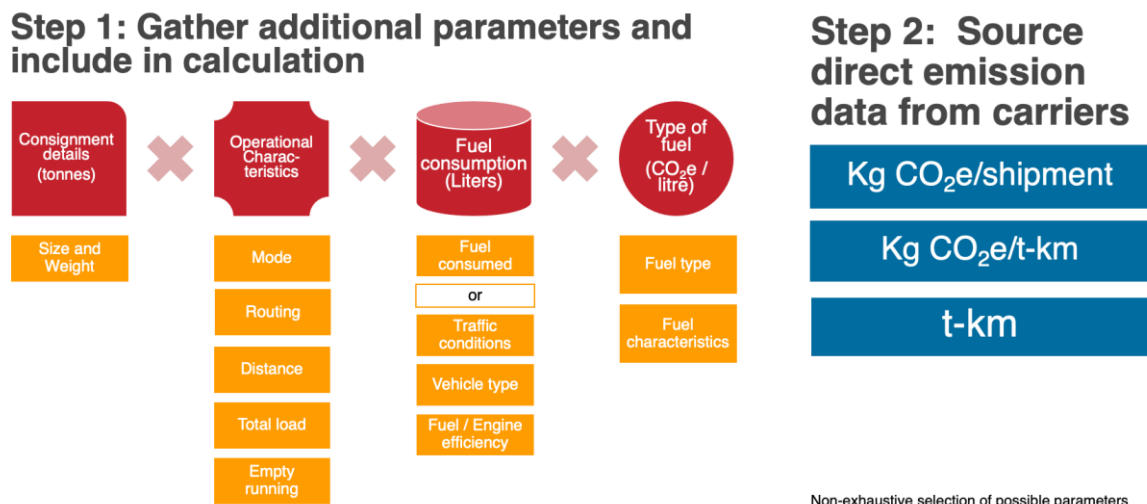 Step 1: Gather additional parameters and
include in calculation
Consignment
details
(tonnes)
Operational
Charac-
teristics
Fuel
consumption
(Liters)
Type of
fuel
(CO₂e /
litre)
Size and
Weight
Mode
Routing
Distance
Total load
Empty
running
Fuel
consumed
or
Traffic
conditions
Vehicle type
Fuel / Engine
efficiency
Fuel type
Fuel
characteristics
Step 2: Source
direct emission
data from carriers
Kg CO₂e/shipment
Kg CO₂e/t-km
t-km
Non-exhaustive selection of possible parameters